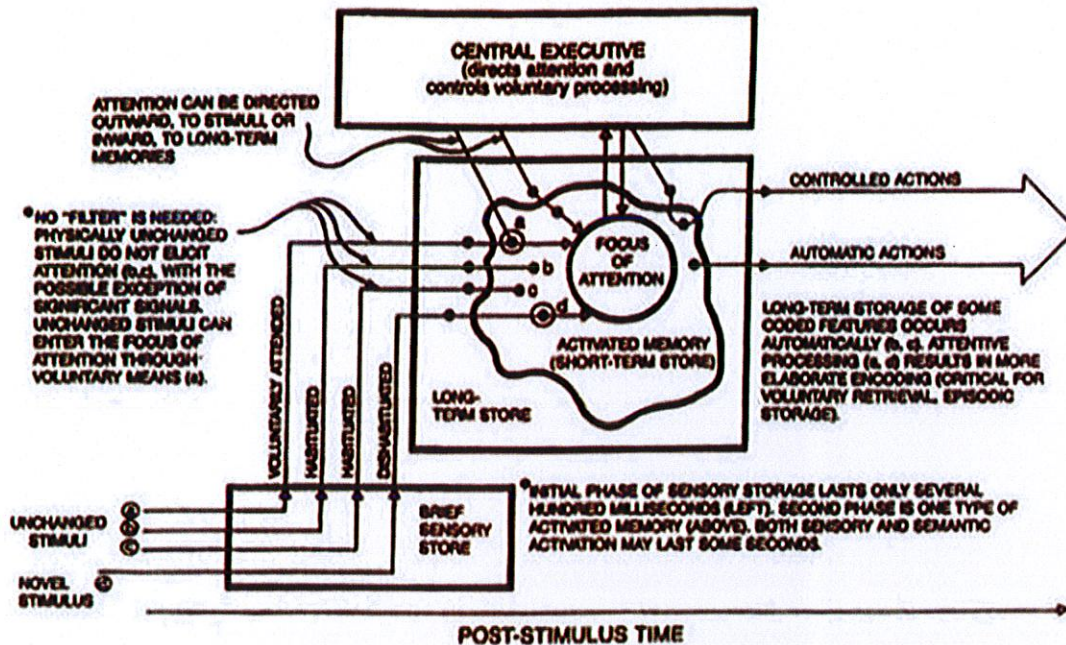 CENTRAL EXECUTIVE
(directs attention and
controls voluntary processing)
ATTENTION CAN BE DIRECTED
OUTWARD, TO STIMULI, OR
INWARD, TO LONG-TERM
MEMORIES
NO "FILTER" IS NEEDED:
PHYSICALLY UNCHANGED
STIMULI DO NOT ELICIT
ATTENTION (b,c), WITH THE
POSSIBLE EXCEPTION OF
SIGNIFICANT SIGNALS.
UNCHANGED STIMULI CAN
ENTER THE FOCUS OF
ATTENTION THROUGH
VOLUNTARY MEANS (a).
a
b
c
d
FOCUS
OF
ATTENTION
ACTIVATED MEMORY
(SHORT-TERM STORE)
LONG-
TERM STORE
CONTROLLED ACTIONS
AUTOMATIC ACTIONS
LONG-TERM STORAGE OF SOME
CODED FEATURES OCCURS
AUTOMATICALLY (b, c). ATTENTIVE
PROCESSING (a, d) RESULTS IN MORE
ELABORATE ENCODING (CRITICAL FOR
VOLUNTARY RETRIEVAL, EPISODIC
STORAGE).
VOLUNTARILY ATTENDED
HABITUATED
HABITUATED
DISHABITUATED
UNCHANGED
STIMULI
a
b
c
NOVEL
STIMULUS
d
BRIEF
SENSORY
STORE
INITIAL PHASE OF SENSORY STORAGE LASTS ONLY SEVERAL
HUNDRED MILLISECONDS (LEFT). SECOND PHASE IS ONE TYPE OF
ACTIVATED MEMORY (ABOVE). BOTH SENSORY AND SEMANTIC
ACTIVATION MAY LAST SOME SECONDS.
POST-STIMULUS TIME